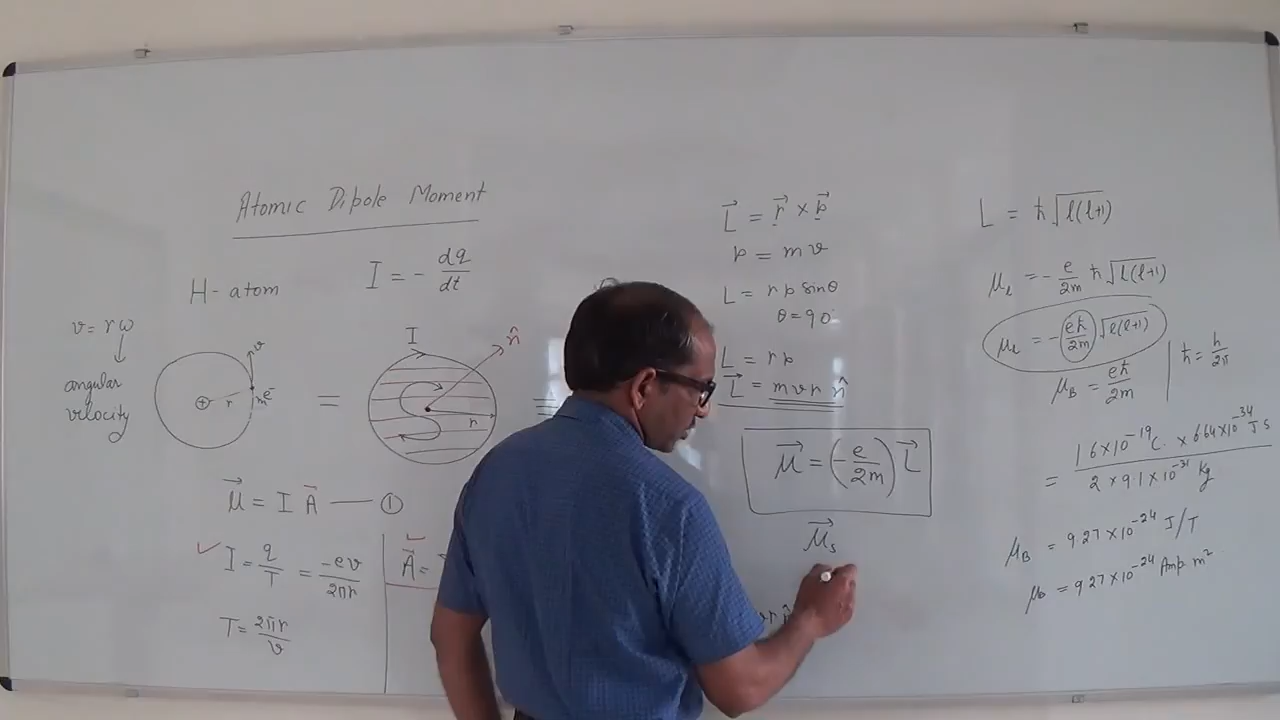 Atomic Dipole Moment
H-atom
I = - dq/dt
v = rω
angular
velocity
v
r
m e⁻
=
I
n̂
r
μ⃗ = I A⃗ —— ①
✓ I = q/T = -ev/2πr
T = 2πr/v
✓
A⃗ =
L⃗ = r⃗ × p⃗
p = mv
L = r p sinθ
θ = 90°
L = rp
L⃗ = mvr n̂
μ⃗ = (-e/2m) L⃗
μ⃗s
vr n̂
L = ħ√l(l+1)
μl = - e/2m ħ√l(l+1)
μl = - eħ/2m √l(l+1)
μB = eħ/2m
ħ = h/2π
= 1.6×10⁻¹⁹ C × 6.64×10⁻³⁴ J s / 2 × 9.1×10⁻³¹ kg
μB = 9.27×10⁻²⁴ J/T
μB = 9.27×10⁻²⁴ Amp m²